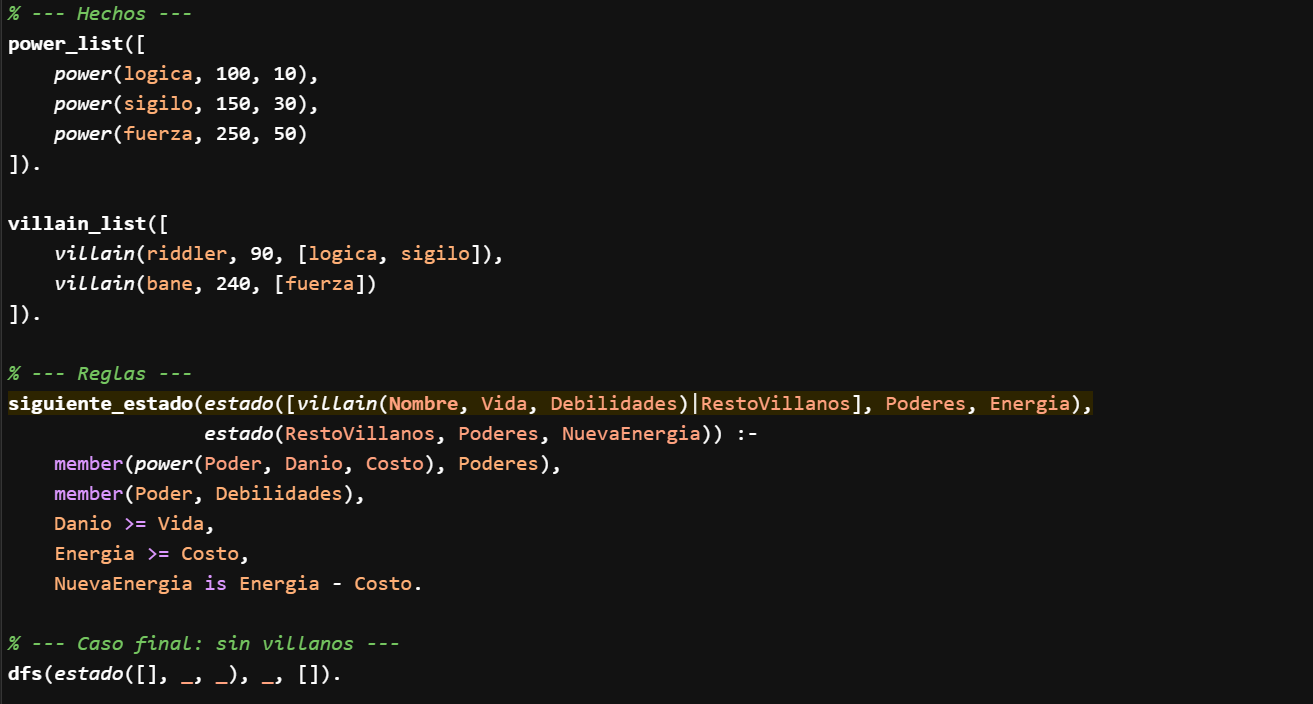 % --- Hechos ---
power_list([
    power(logica, 100, 10),
    power(sigilo, 150, 30),
    power(fuerza, 250, 50)
]).

villain_list([
    villain(riddler, 90, [logica, sigilo]),
    villain(bane, 240, [fuerza])
]).

% --- Reglas ---
siguiente_estado(estado([villain(Nombre, Vida, Debilidades)|RestoVillanos], Poderes, Energia),
                 estado(RestoVillanos, Poderes, NuevaEnergia)) :-
    member(power(Poder, Danio, Costo), Poderes),
    member(Poder, Debilidades),
    Danio >= Vida,
    Energia >= Costo,
    NuevaEnergia is Energia - Costo.

% --- Caso final: sin villanos ---
dfs(estado([], _, _), _, []).